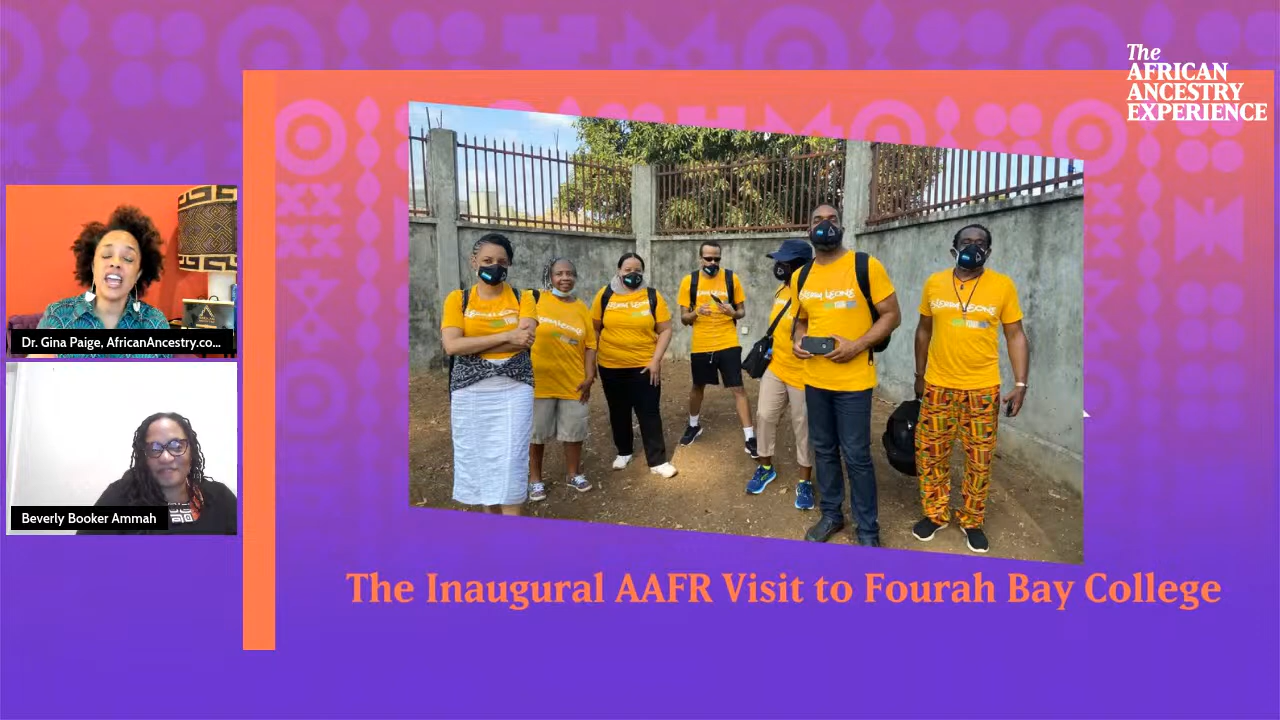 The
AFRICAN
ANCESTRY
EXPERIENCE
Dr. Gina Paige, AfricanAncestry.co...
Beverly Booker Ammah
The Inaugural AAFR Visit to Fourah Bay College